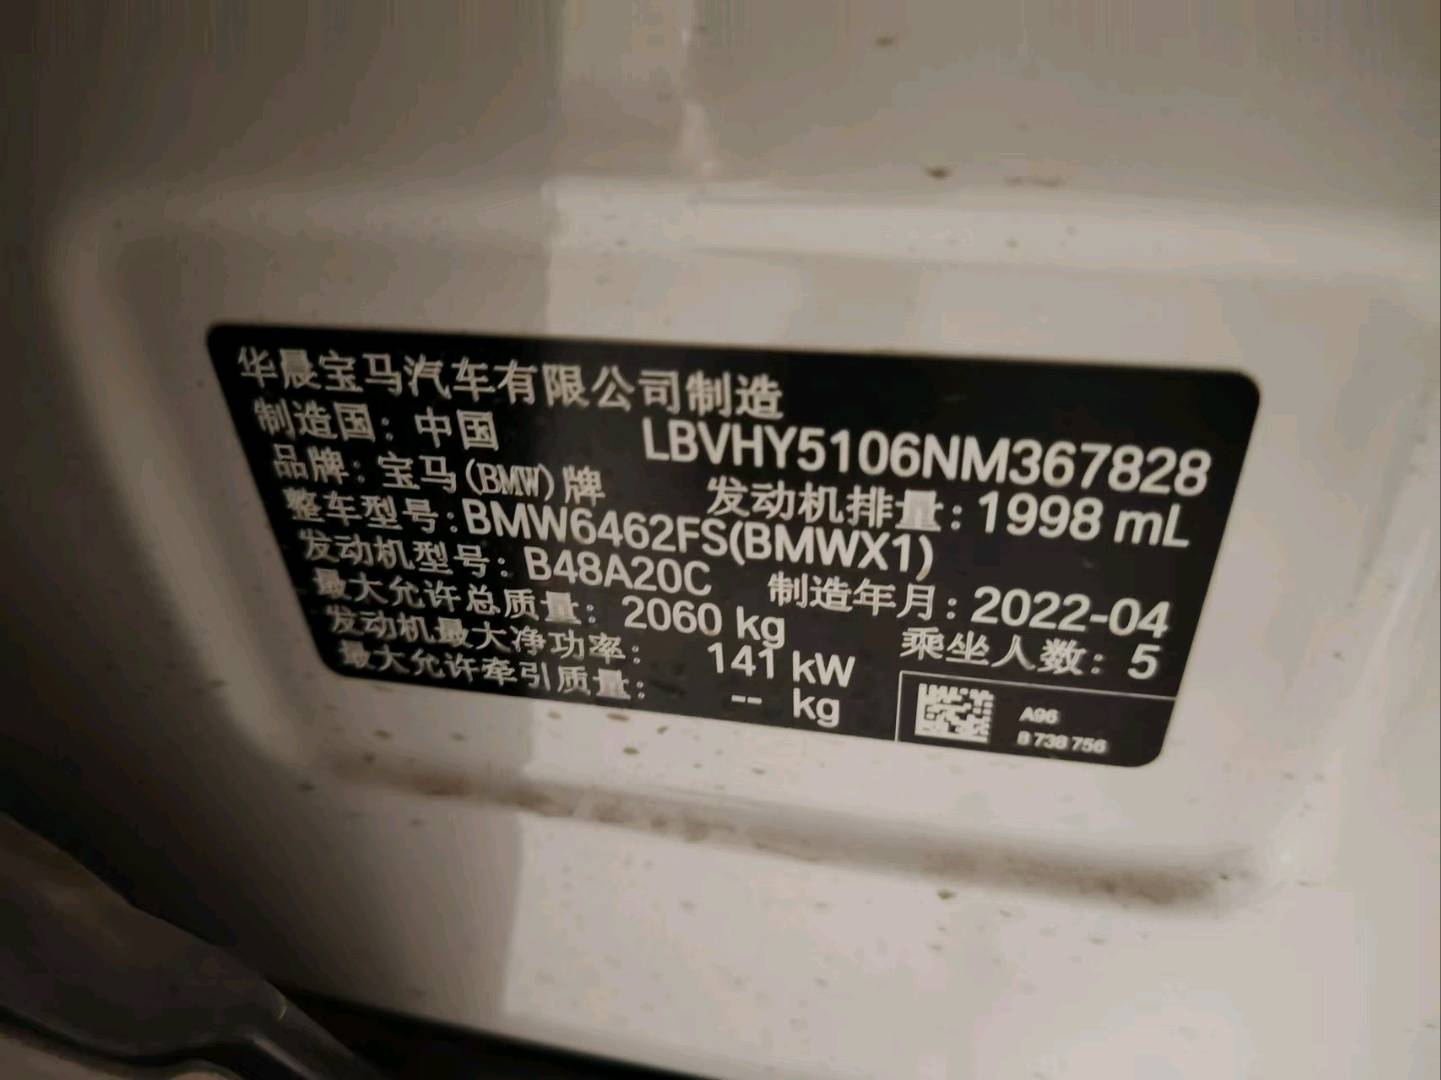 华晨宝马汽车有限公司制造
制造国：中国 LBVHY5106NM367828
品牌：宝马(BMW)牌 发动机排量：1998 mL
整车型号：BMW6462FS(BMWX1)
发动机型号：B48A20C 制造年月：2022-04
最大允许总质量：2060 kg 乘坐人数：5
发动机最大净功率：141 kW
最大允许牵引质量：-- kg
A96
B 738 756